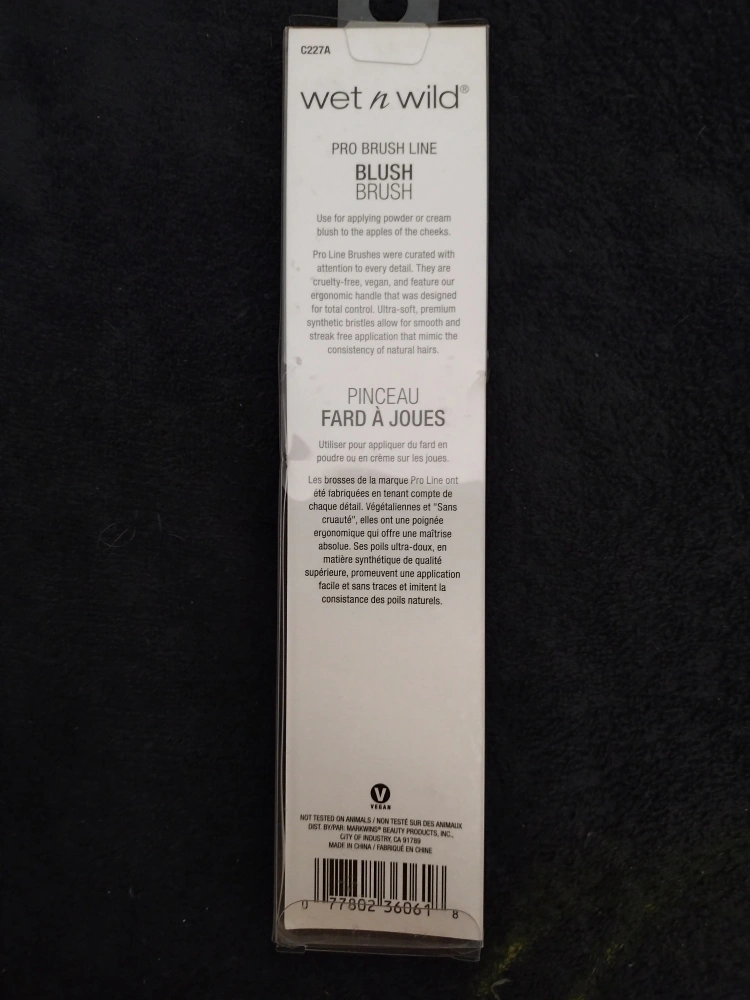 C227A
wet n wild®
PRO BRUSH LINE
BLUSH
BRUSH
Use for applying powder or cream
blush to the apples of the cheeks.
Pro Line Brushes were curated with
attention to every detail. They are
cruelty-free, vegan, and feature our
ergonomic handle that was designed
for total control. Ultra-soft, premium
synthetic bristles allow for smooth and
streak free application that mimic the
consistency of natural hairs.
PINCEAU
FARD À JOUES
Utiliser pour appliquer du fard en
poudre ou en crème sur les joues.
Les brosses de la marque Pro Line ont
été fabriquées en tenant compte de
chaque détail. Végétaliennes et "Sans
cruauté", elles ont une poignée
ergonomique qui offre une maîtrise
absolue. Ses poils ultra-doux, en
matière synthétique de qualité
supérieure, promeuvent une application
facile et sans traces et imitent la
consistance des poils naturels.
V
VEGAN
NOT TESTED ON ANIMALS / NON TESTÉ SUR DES ANIMAUX
DIST. BY/PAR: MARKWINS® BEAUTY PRODUCTS, INC.,
CITY OF INDUSTRY, CA 91789
MADE IN CHINA / FABRIQUÉ EN CHINE
0 77802 36061 8